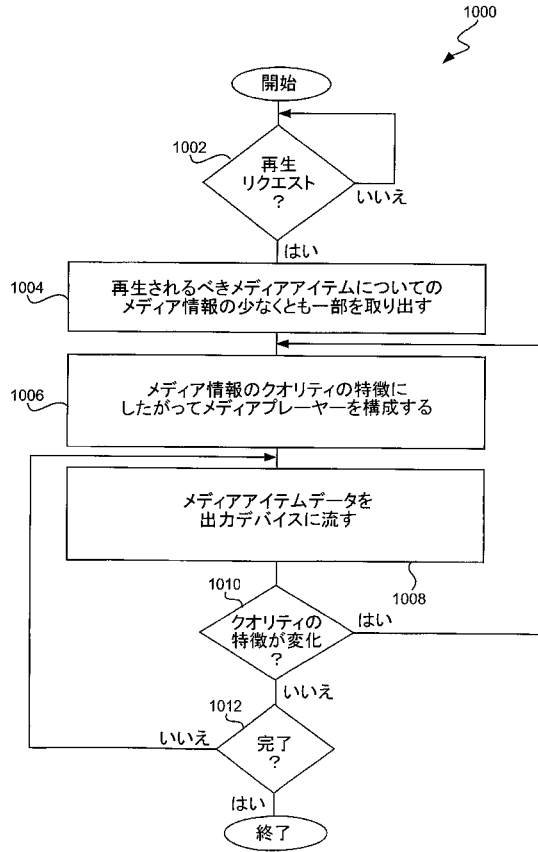 1000
開始
1002
再生
リクエスト
?
いいえ
はい
1004
再生されるべきメディアアイテムについての
メディア情報の少なくとも一部を取り出す
1006
メディア情報のクオリティの特徴に
したがってメディアプレーヤーを構成する
メディアアイテムデータを
出力デバイスに流す
1008
1010
クオリティの
特徴が変化
?
はい
いいえ
1012
いいえ
完了
?
はい
終了